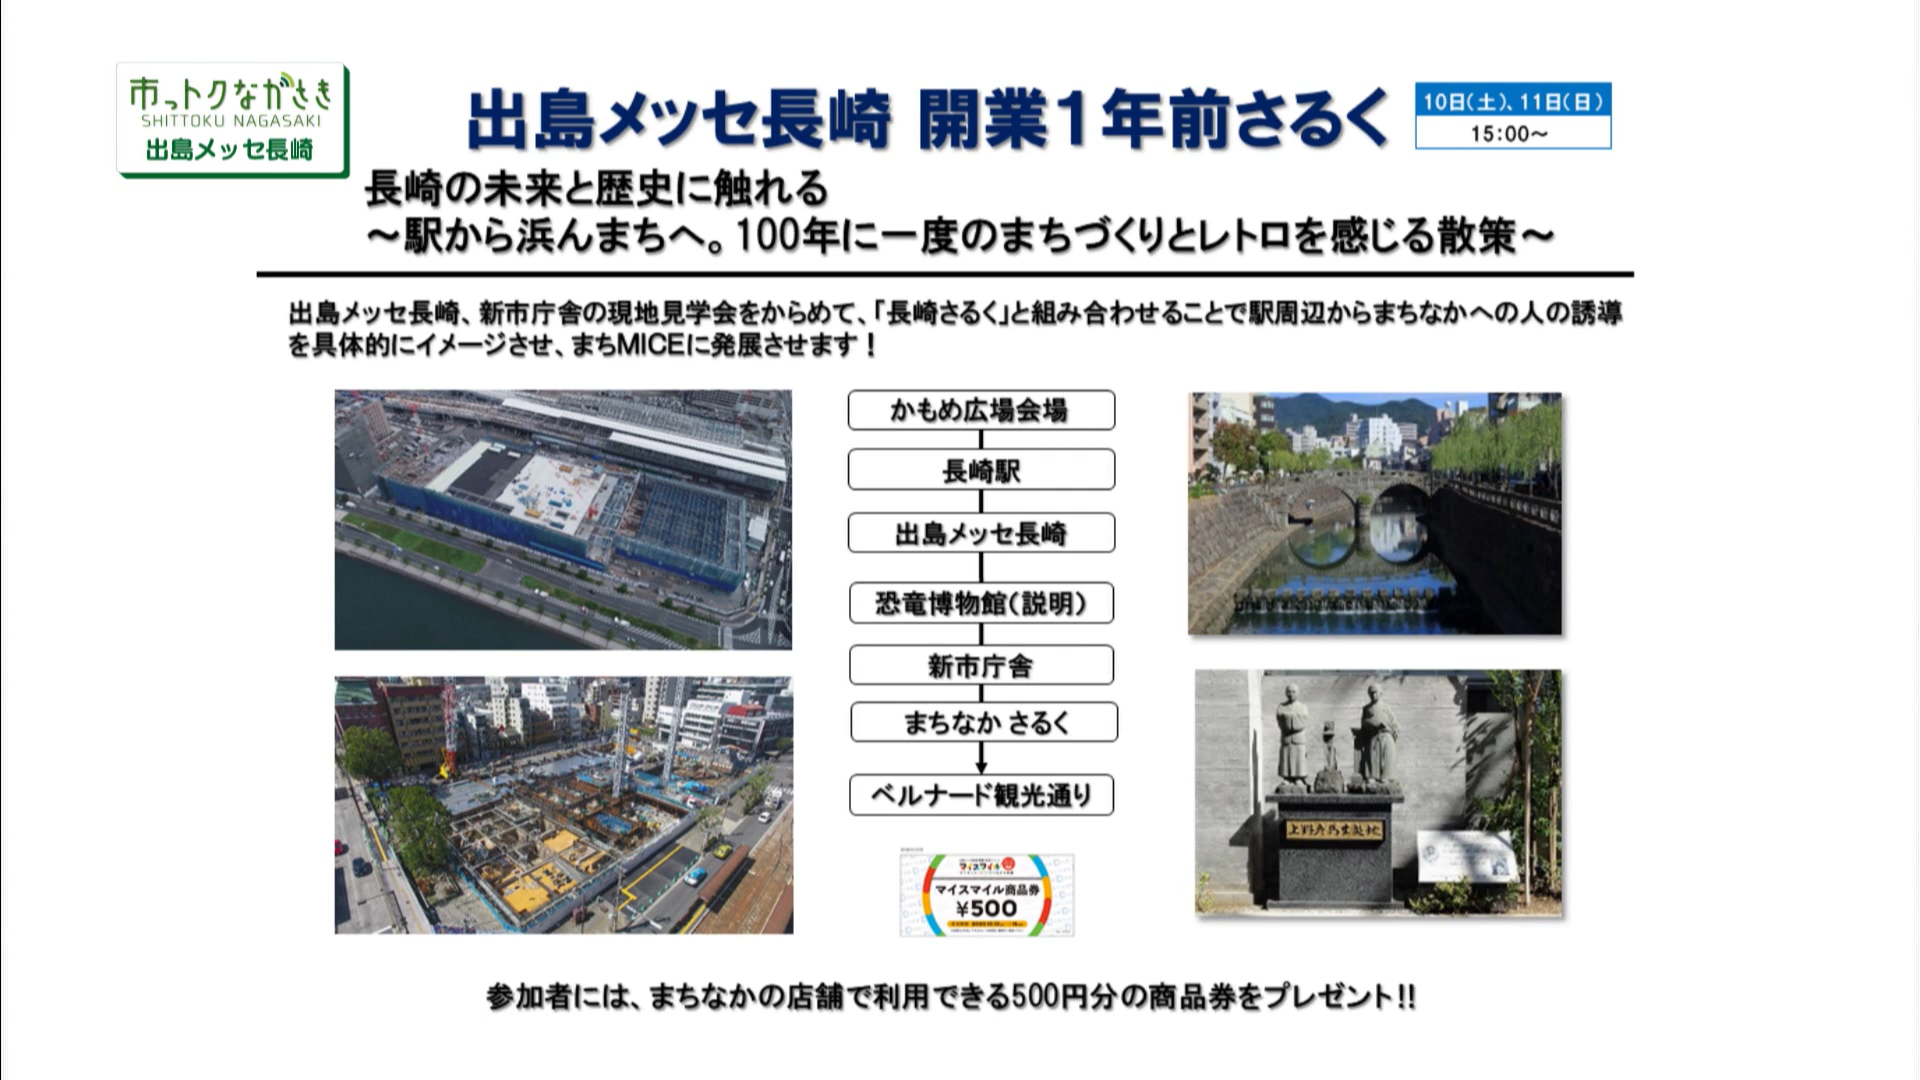 市っトクながさき
SHITTOKU NAGASAKI
出島メッセ長崎
出島メッセ長崎 開業1年前さるく
10日(土)、11日(日)
15:00～
長崎の未来と歴史に触れる
～駅から浜んまちへ。100年に一度のまちづくりとレトロを感じる散策～
出島メッセ長崎、新市庁舎の現地見学会をからめて、「長崎さるく」と組み合わせることで駅周辺からまちなかへの人の誘導
を具体的にイメージさせ、まちMICEに発展させます！
かもめ広場会場
長崎駅
出島メッセ長崎
恐竜博物館(説明)
新市庁舎
まちなか さるく
ベルナード観光通り
マイスマイル
マイスマイル商品券
¥500
参加者には、まちなかの店舗で利用できる500円分の商品券をプレゼント!!